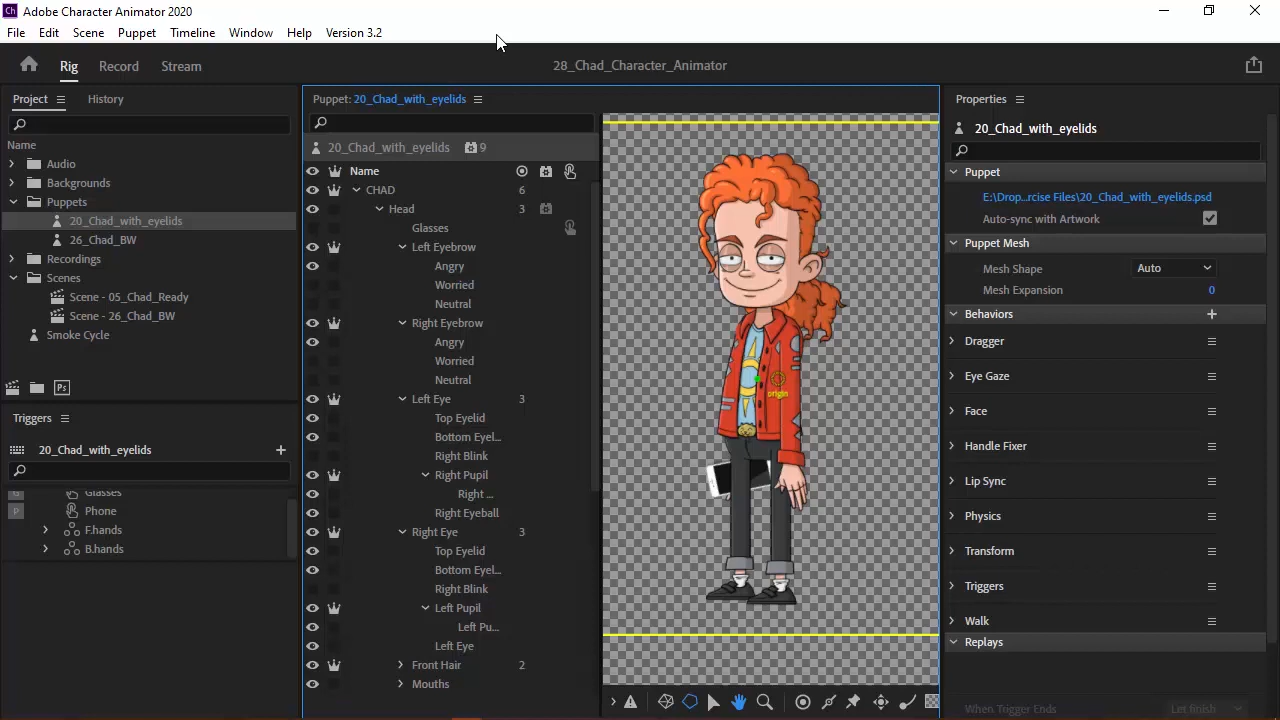 Ch Adobe Character Animator 2020
File Edit Scene Puppet Timeline Window Help Version 3.2
Rig Record Stream 28_Chad_Character_Animator
Project History
Name
Audio
Backgrounds
Puppets
20_Chad_with_eyelids
26_Chad_BW
Recordings
Scenes
Scene - 05_Chad_Ready
Scene - 26_Chad_BW
Smoke Cycle
Ps
Triggers
20_Chad_with_eyelids
G Glasses
P Phone
F.hands
B.hands
Puppet: 20_Chad_with_eyelids
20_Chad_with_eyelids 9
Name
CHAD 6
Head 3
Glasses
Left Eyebrow
Angry
Worried
Neutral
Right Eyebrow
Angry
Worried
Neutral
Left Eye 3
Top Eyelid
Bottom Eyel...
Right Blink
Right Pupil
Right ...
Right Eyeball
Right Eye 3
Top Eyelid
Bottom Eyel...
Right Blink
Left Pupil
Left Pu...
Left Eye
Front Hair 2
Mouths
origin
Properties
20_Chad_with_eyelids
Puppet
E:\Drop...rcise Files\20_Chad_with_eyelids.psd
Auto-sync with Artwork
Puppet Mesh
Mesh Shape Auto
Mesh Expansion 0
Behaviors +
Dragger
Eye Gaze
Face
Handle Fixer
Lip Sync
Physics
Transform
Triggers
Walk
Replays
When Trigger Ends Let finish